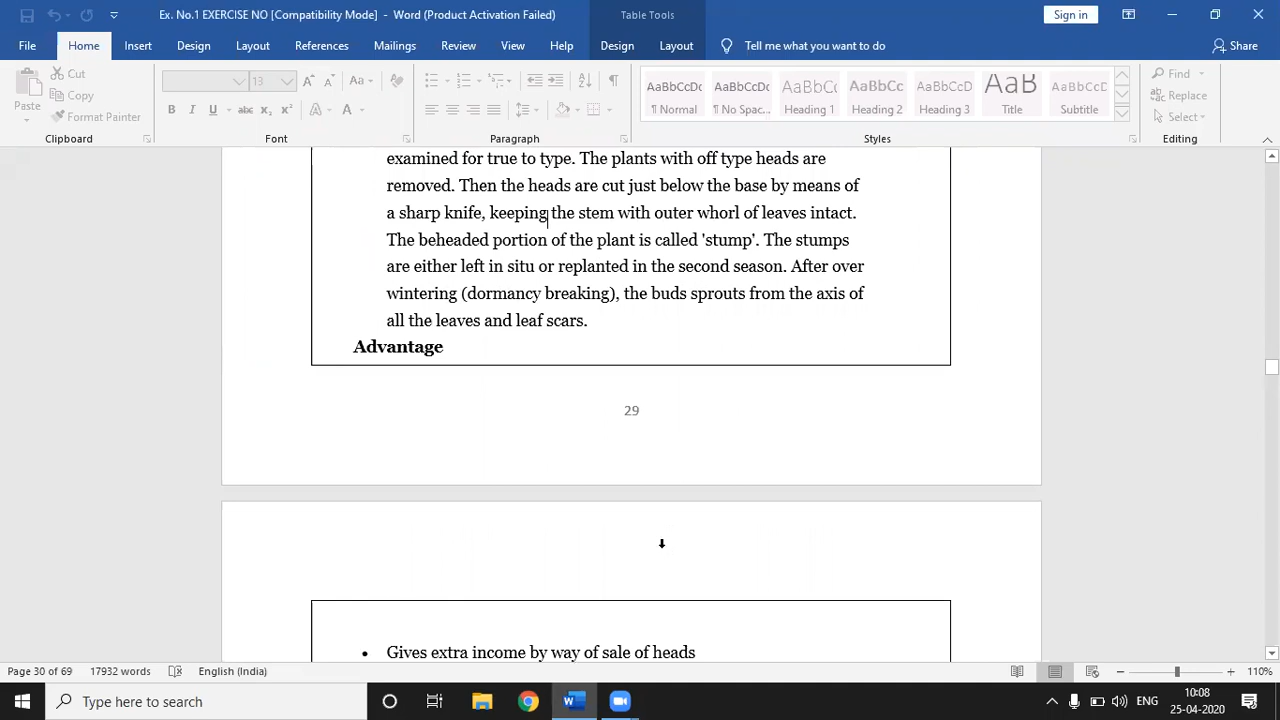 Ex. No.1 EXERCISE NO [Compatibility Mode] - Word (Product Activation Failed)
Table Tools
Sign in
File Home Insert Design Layout References Mailings Review View Help Design Layout Tell me what you want to do Share
Paste
Cut
Copy
Format Painter
Clipboard
13
Aa
B I U abc x₂ x² A A
Font
Paragraph
AaBbCcDc AaBbCcDc AaBbCc AaBbCc AaBbCcD AaB AaBbCcD
¶ Normal ¶ No Spac... Heading 1 Heading 2 Heading 3 Title Subtitle
Styles
Find
Replace
Select
Editing
examined for true to type. The plants with off type heads are
removed. Then the heads are cut just below the base by means of
a sharp knife, keeping the stem with outer whorl of leaves intact.
The beheaded portion of the plant is called 'stump'. The stumps
are either left in situ or replanted in the second season. After over
wintering (dormancy breaking), the buds sprouts from the axis of
all the leaves and leaf scars.
Advantage
29
• Gives extra income by way of sale of heads
Page 30 of 69 17932 words English (India) 110%
Type here to search
ENG
10:08
25-04-2020